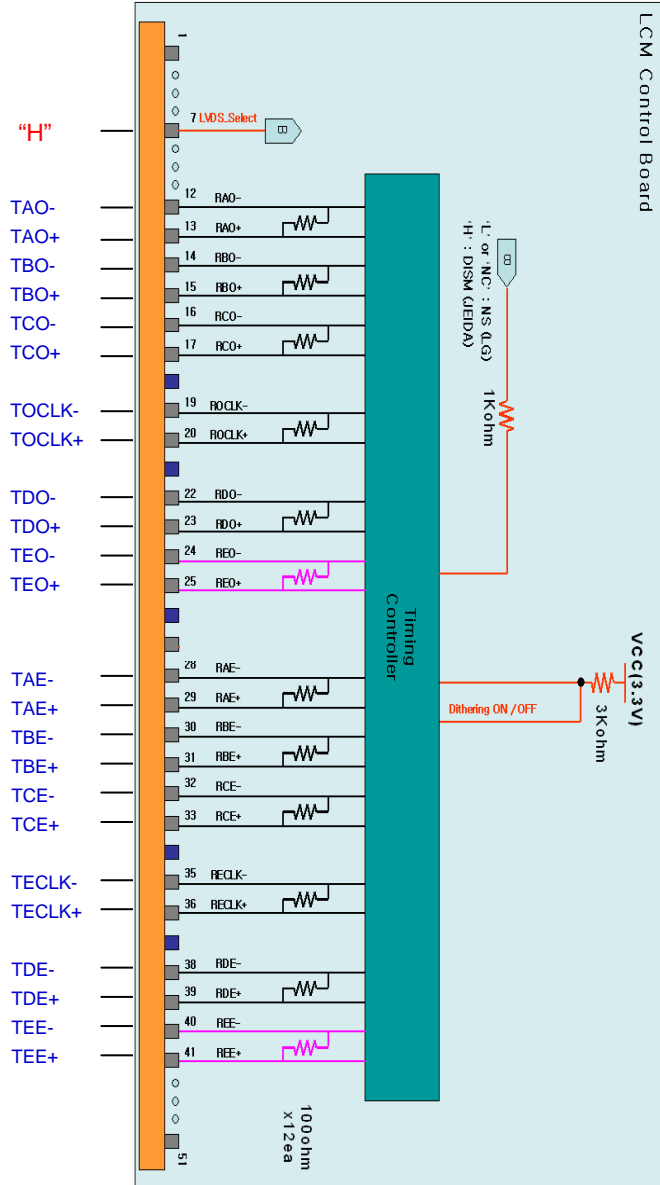 LCM Control Board
1
"H"
7 LVDS_Select
B
TAO-
12 RAO-
TAO+
13 RAO+
TBO-
14 RBO-
TBO+
15 RBO+
TCO-
16 RCO-
TCO+
17 RCO+
TOCLK-
19 ROCLK-
TOCLK+
20 ROCLK+
TDO-
22 RDO-
TDO+
23 RDO+
TEO-
24 REO-
TEO+
25 REO+
TAE-
28 RAE-
TAE+
29 RAE+
TBE-
30 RBE-
TBE+
31 RBE+
TCE-
32 RCE-
TCE+
33 RCE+
TECLK-
35 RECLK-
TECLK+
36 RECLK+
TDE-
38 RDE-
TDE+
39 RDE+
TEE-
40 REE-
TEE+
41 REE+
51
100ohm
x12ea
Timing
Controller
B
'L' or 'NC' : NS (LG)
'H' : DISM (JEIDA)
1Kohm
VCC(3.3V)
3Kohm
Dithering ON / OFF